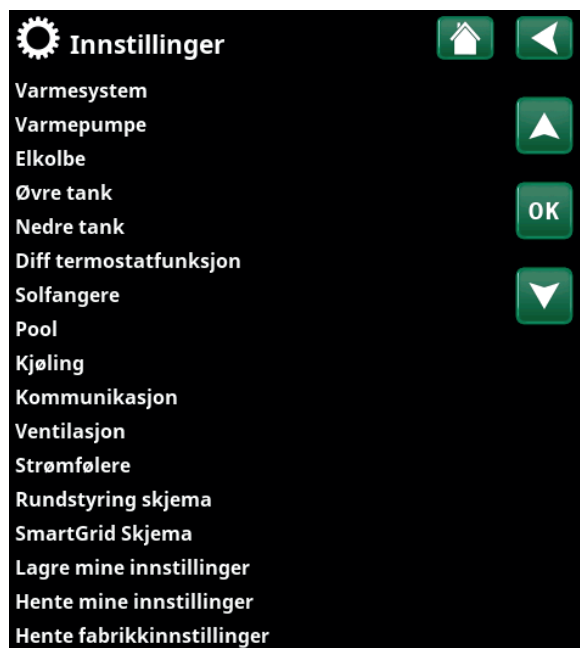 Innstillinger
Varmesystem
Varmepumpe
Elkolbe
Øvre tank
Nedre tank
OK
Diff termostatfunksjon
Solfangere
Pool
Kjøling
Kommunikasjon
Ventilasjon
Strømfølere
Rundstyring skjema
SmartGrid Skjema
Lagre mine innstillinger
Hente mine innstillinger
Hente fabrikkinnstillinger